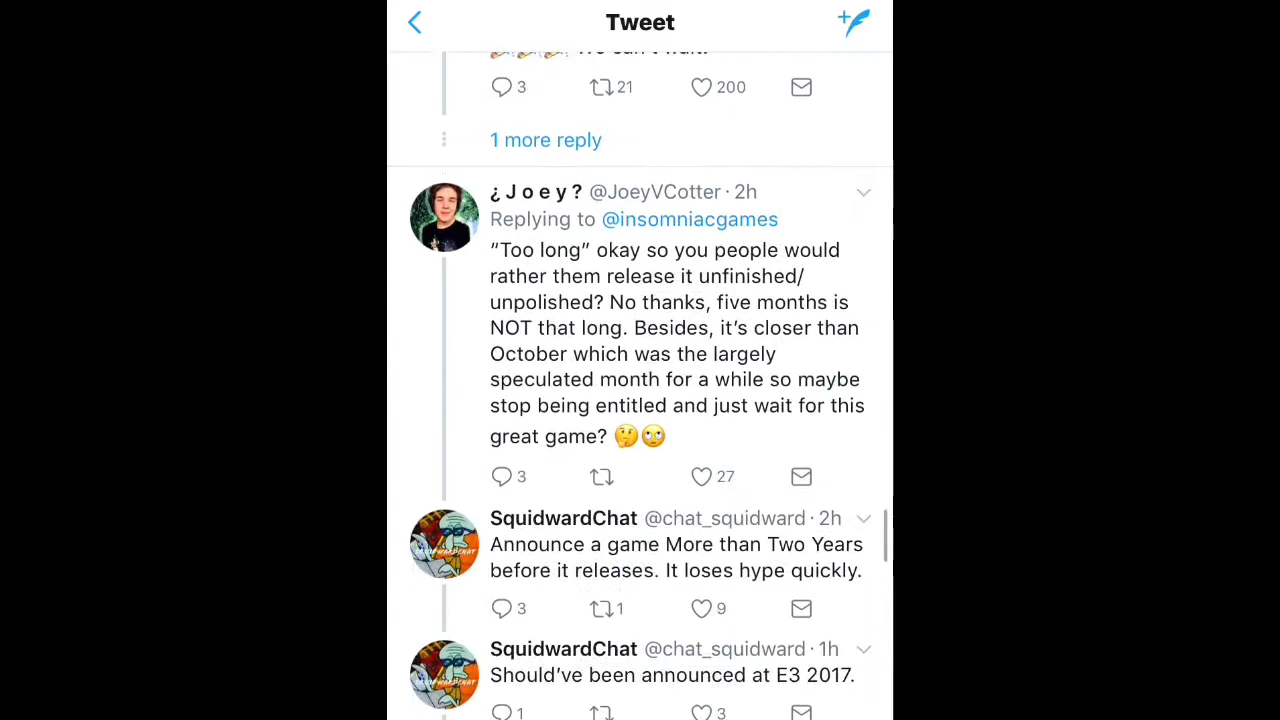 Tweet
3 21 200
1 more reply
¿ J o e y ? @JoeyVCotter · 2h
Replying to @insomniacgames
“Too long” okay so you people would
rather them release it unfinished/
unpolished? No thanks, five months is
NOT that long. Besides, it’s closer than
October which was the largely
speculated month for a while so maybe
stop being entitled and just wait for this
great game? 🤔🙄
3 27
SquidwardChat @chat_squidward · 2h
Announce a game More than Two Years
before it releases. It loses hype quickly.
3 1 9
SquidwardChat @chat_squidward · 1h
Should’ve been announced at E3 2017.
1 3